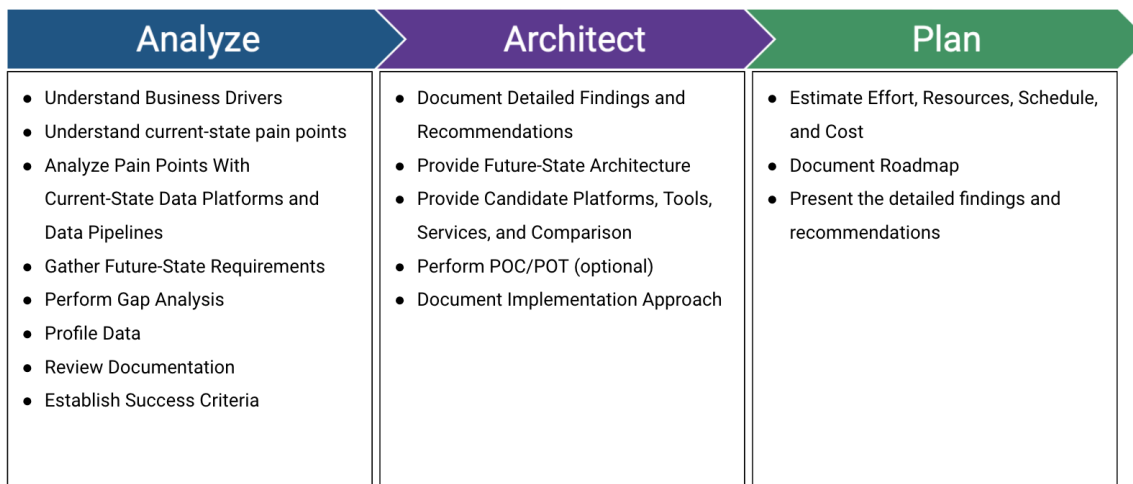 Analyze
● Understand Business Drivers
● Understand current-state pain points
● Analyze Pain Points With
Current-State Data Platforms and
Data Pipelines
● Gather Future-State Requirements
● Perform Gap Analysis
● Profile Data
● Review Documentation
● Establish Success Criteria
Architect
● Document Detailed Findings and
Recommendations
● Provide Future-State Architecture
● Provide Candidate Platforms, Tools,
Services, and Comparison
● Perform POC/POT (optional)
● Document Implementation Approach
Plan
● Estimate Effort, Resources, Schedule,
and Cost
● Document Roadmap
● Present the detailed findings and
recommendations